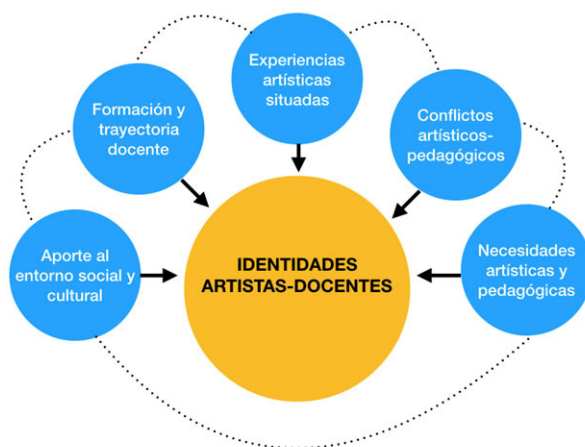 Experiencias
artísticas
situadas
Formación y
trayectoria
docente
Conflictos
artísticos-
pedagógicos
Aporte al
entorno social y
cultural
IDENTIDADES
ARTISTAS-DOCENTES
Necesidades
artísticas y
pedagógicas